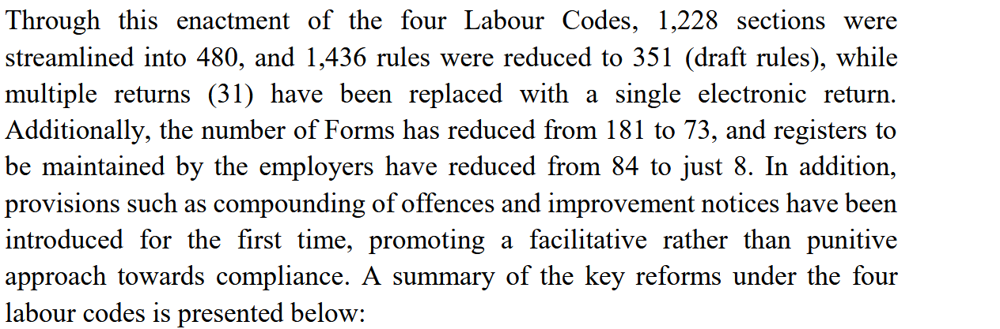 Through this enactment of the four Labour Codes, 1,228 sections were
streamlined into 480, and 1,436 rules were reduced to 351 (draft rules), while
multiple returns (31) have been replaced with a single electronic return.
Additionally, the number of Forms has reduced from 181 to 73, and registers to
be maintained by the employers have reduced from 84 to just 8. In addition,
provisions such as compounding of offences and improvement notices have been
introduced for the first time, promoting a facilitative rather than punitive
approach towards compliance. A summary of the key reforms under the four
labour codes is presented below: